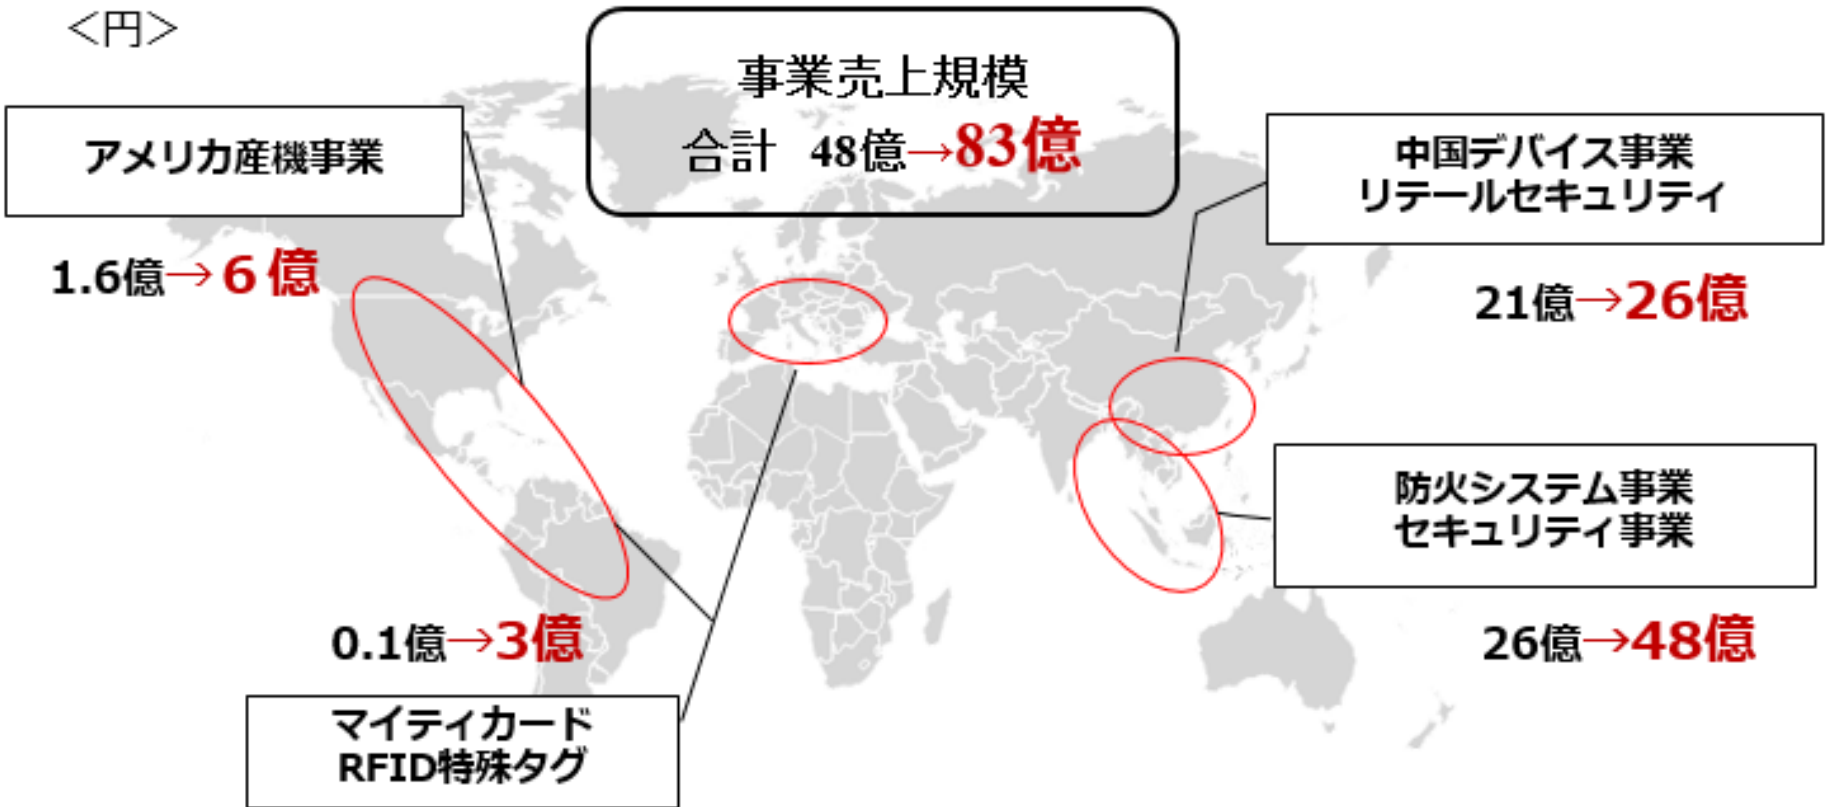 ＜円＞
事業売上規模
合計 48億→83億
アメリカ産機事業
1.6億→６億
中国デバイス事業
リテールセキュリティ
21億→26億
防火システム事業
セキュリティ事業
26億→48億
0.1億→3億
マイティカード
RFID特殊タグ